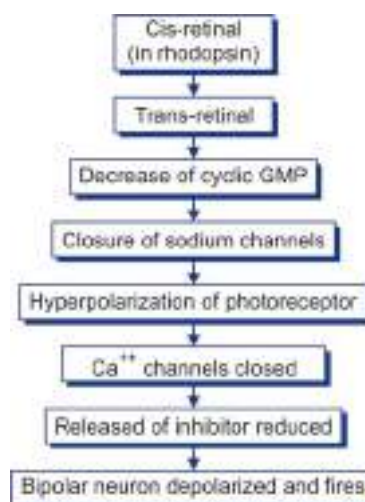 Cis-retinal
(in rhodopsin)
Trans-retinal
Decrease of cyclic GMP
Closure of sodium channels
Hyperpolarization of photoreceptor
Ca⁺⁺ channels closed
Released of inhibitor reduced
Bipolar neuron depolarized and fires